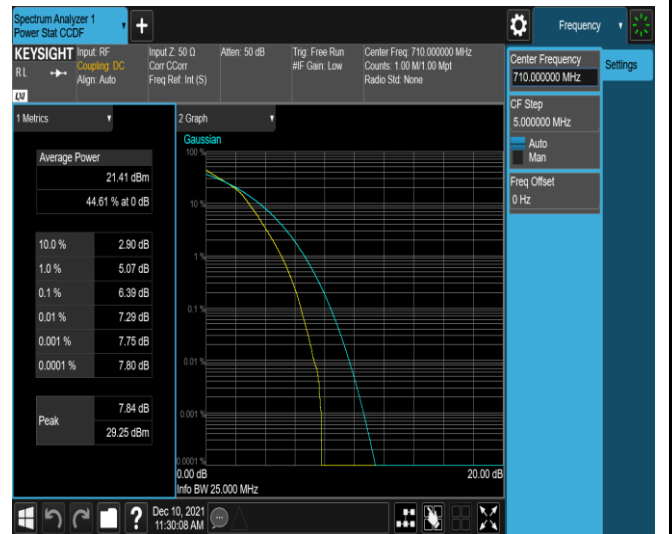 Spectrum Analyzer 1
Power Stat CCDF
Frequency
KEYSIGHT
RL
Input: RF
Coupling: DC
Align: Auto
Input Z: 50 Ω
Corr CCorr
Freq Ref: Int (S)
Atten: 50 dB
Trig: Free Run
#IF Gain: Low
Center Freq: 710.000000 MHz
Counts: 1.00 M/1.00 Mpt
Radio Std: None
LXI
Center Frequency
710.000000 MHz
Settings
CF Step
5.000000 MHz
Auto
Man
Freq Offset
0 Hz
1 Metrics
Average Power
21.41 dBm
44.61 % at 0 dB
10.0 % 2.90 dB
1.0 % 5.07 dB
0.1 % 6.39 dB
0.01 % 7.29 dB
0.001 % 7.75 dB
0.0001 % 7.80 dB
Peak
7.84 dB
29.25 dBm
2 Graph
Gaussian
100 %
10 %
1 %
0.1 %
0.01 %
0.001 %
0.0001 %
0.00 dB 20.00 dB
Info BW 25.000 MHz
?
Dec 10, 2021
11:30:08 AM